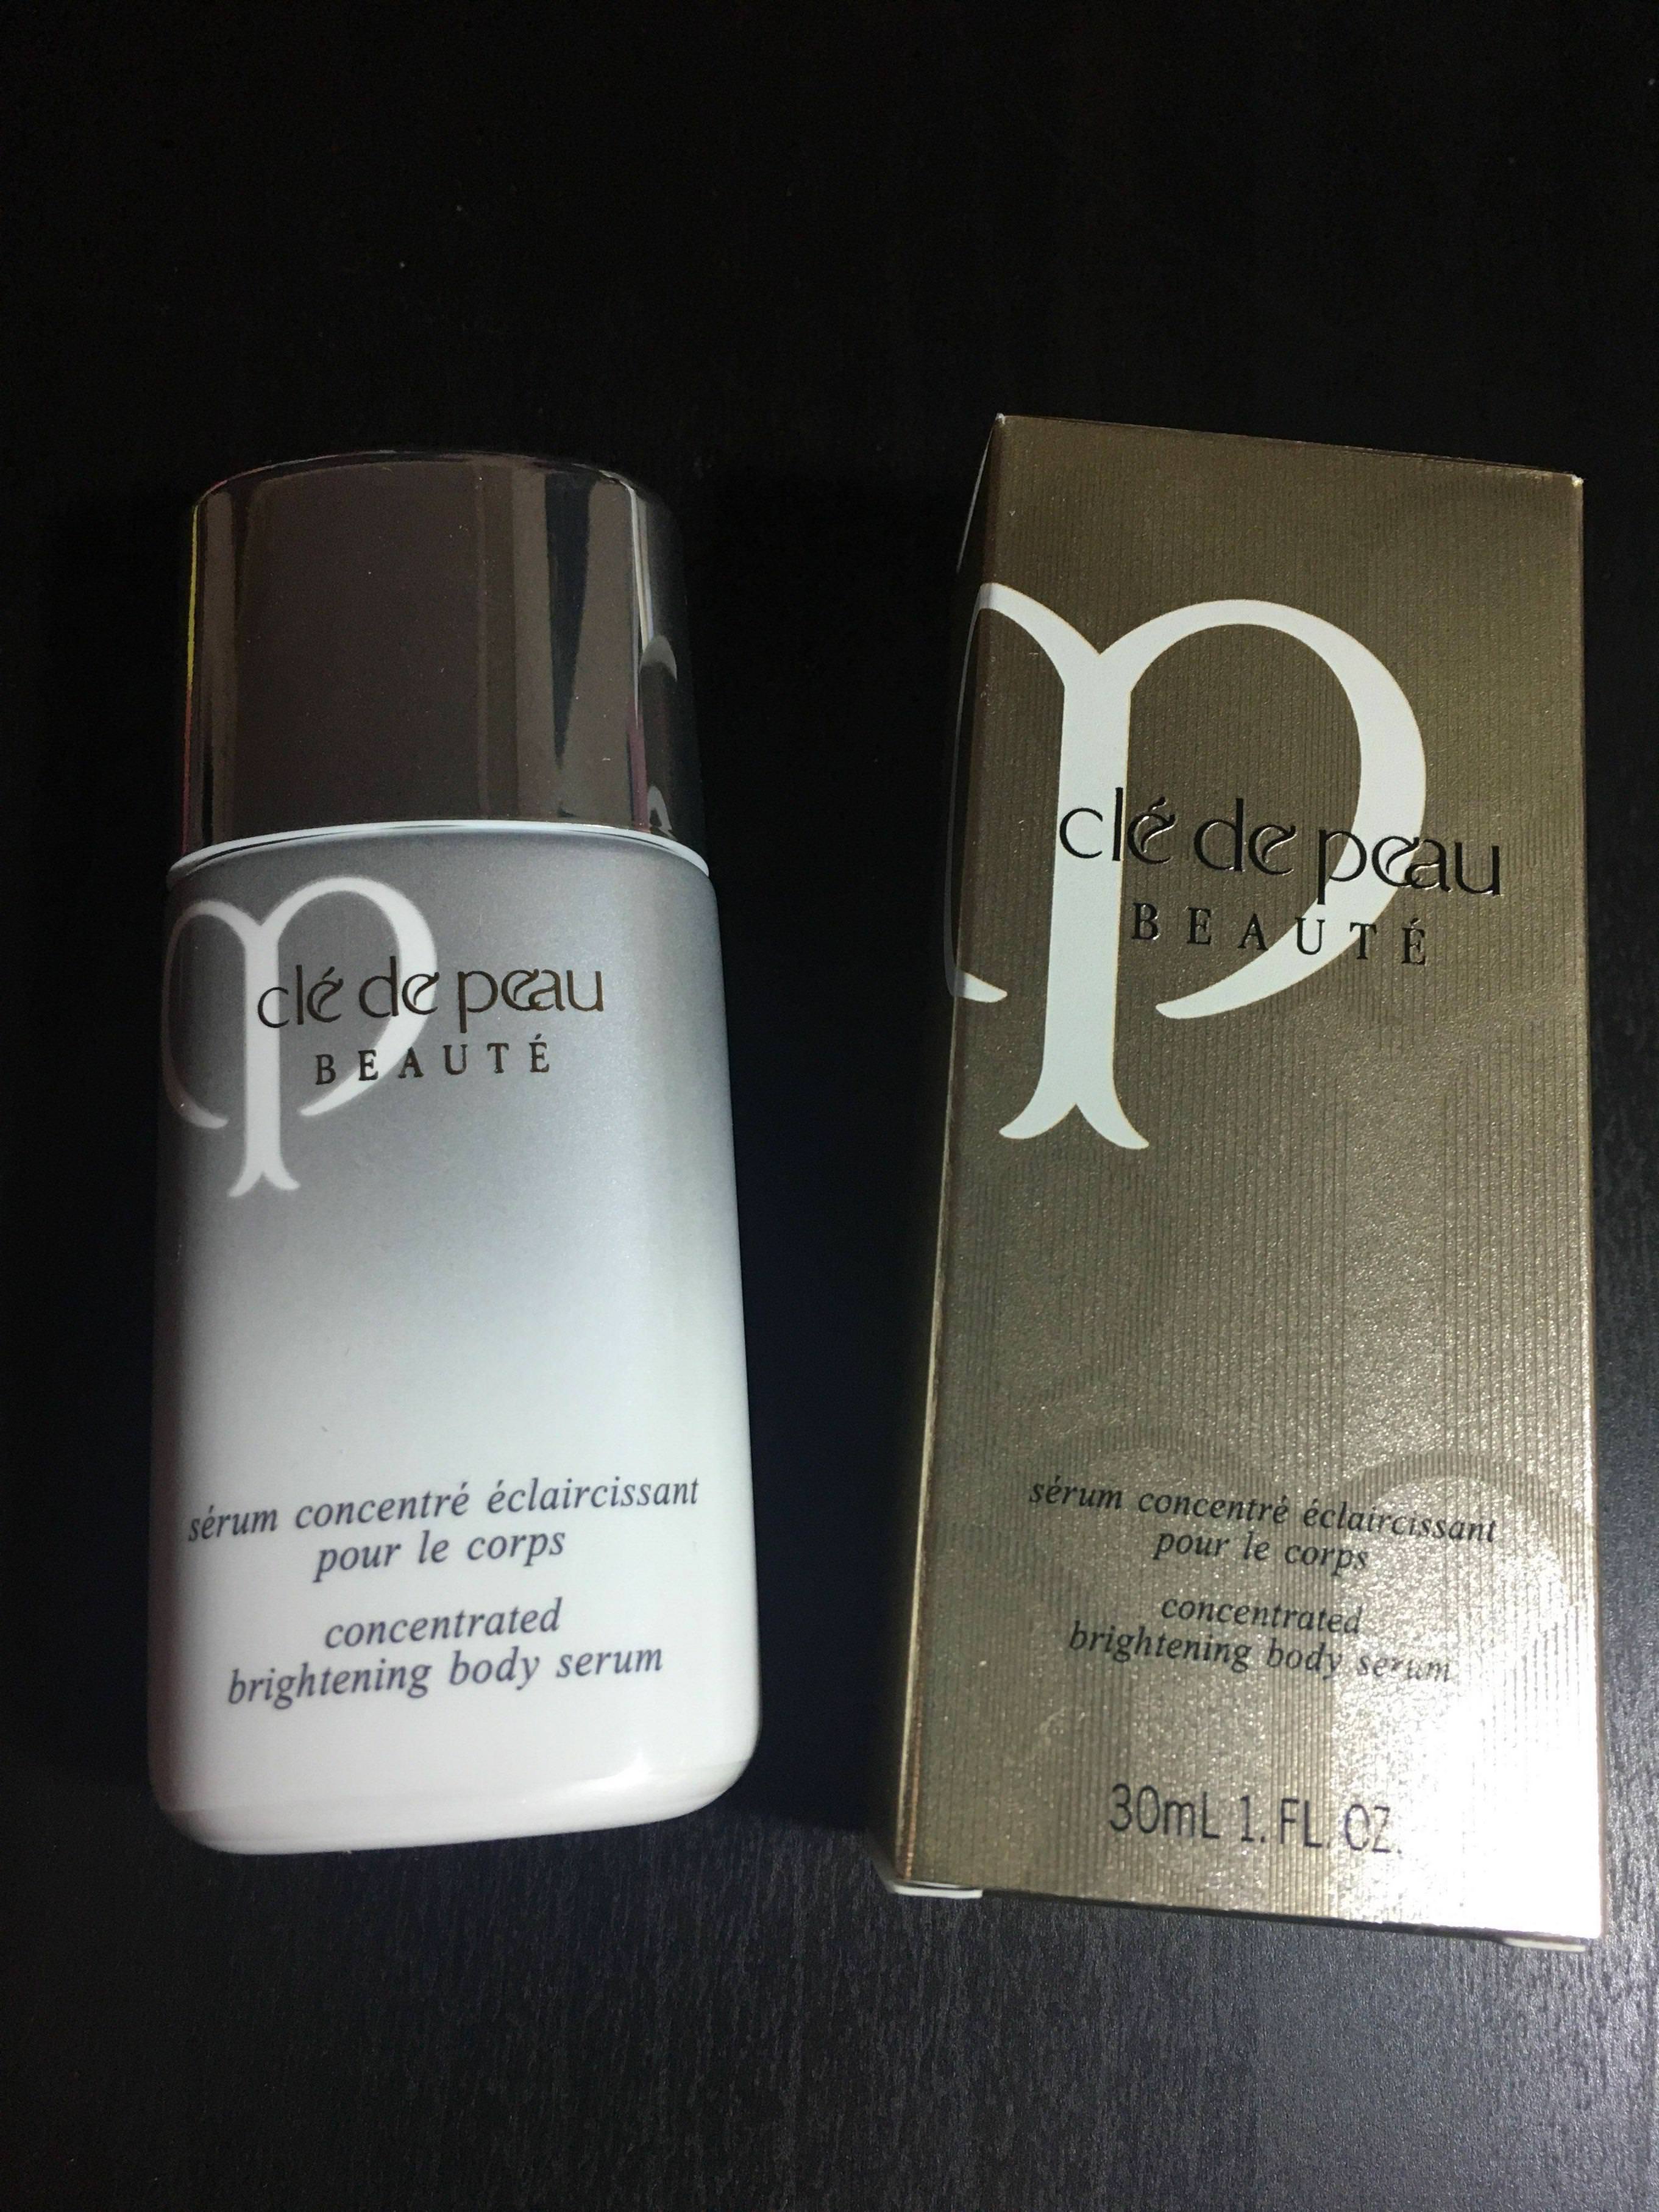 clé de peau
BEAUTÉ
sérum concentré éclaircissant
pour le corps
concentrated
brightening body serum
clé de peau
BEAUTÉ
sérum concentré éclaircissant
pour le corps
concentrated
brightening body serum
30mL 1. FL. OZ.